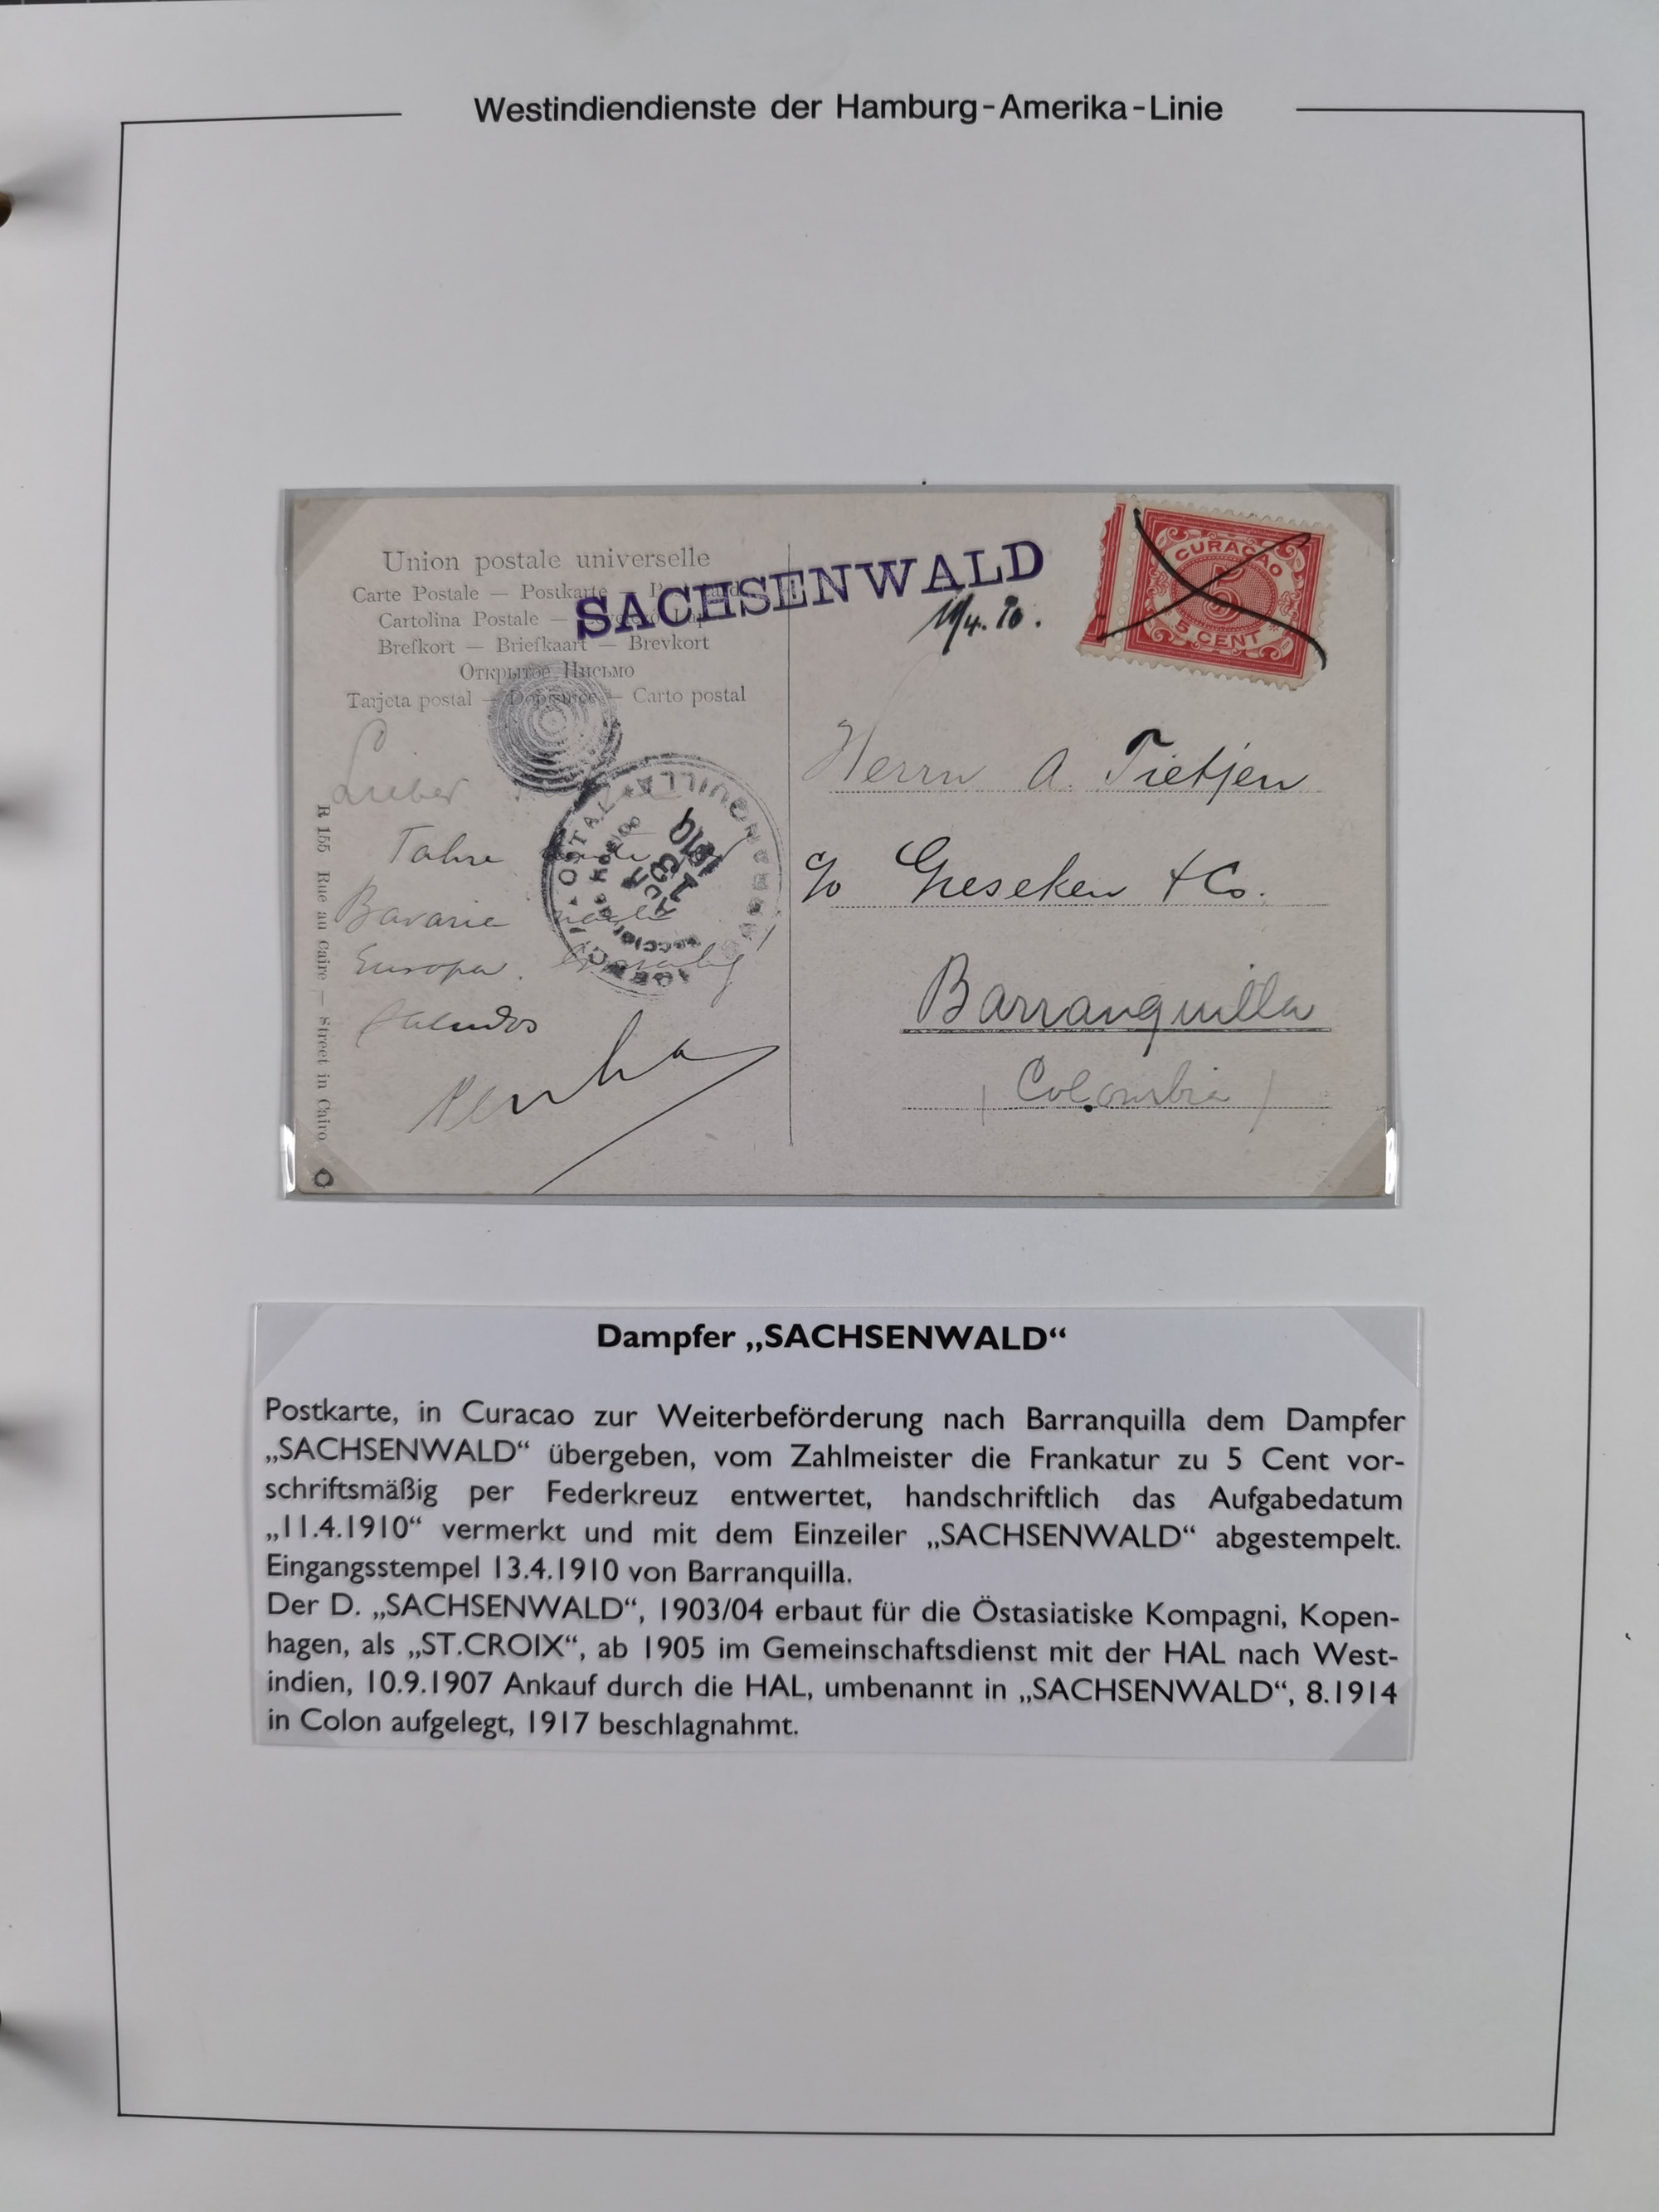 Westindiendienste der Hamburg-Amerika-Linie
Union postale universelle
Carte Postale — Postkarte —
Cartolina Postale —
Brefkort — Briefkaart — Brevkort
Открытое Письмо
Tarjeta postal — — Carto postal
SACHSENWALD
11/4. 10.
CURAÇAO
5
5 CENT
Lieber
Fahre
Bavaria
Europa.
Saludos
R 155 Rue au Caire. — Street in Cairo
AGENCIA POSTAL BARRANQUILLA
1910
Herrn A. Tietjen
c/o Gieseken & Co.
Barranquilla
(Colombia)
Dampfer „SACHSENWALD“
Postkarte, in Curacao zur Weiterbeförderung nach Barranquilla dem Dampfer
„SACHSENWALD“ übergeben, vom Zahlmeister die Frankatur zu 5 Cent vor-
schriftsmäßig per Federkreuz entwertet, handschriftlich das Aufgabedatum
„11.4.1910“ vermerkt und mit dem Einzeiler „SACHSENWALD“ abgestempelt.
Eingangsstempel 13.4.1910 von Barranquilla.
Der D. „SACHSENWALD“, 1903/04 erbaut für die Östasiatiske Kompagni, Kopen-
hagen, als „ST.CROIX“, ab 1905 im Gemeinschaftsdienst mit der HAL nach West-
indien, 10.9.1907 Ankauf durch die HAL, umbenannt in „SACHSENWALD“, 8.1914
in Colon aufgelegt, 1917 beschlagnahmt.